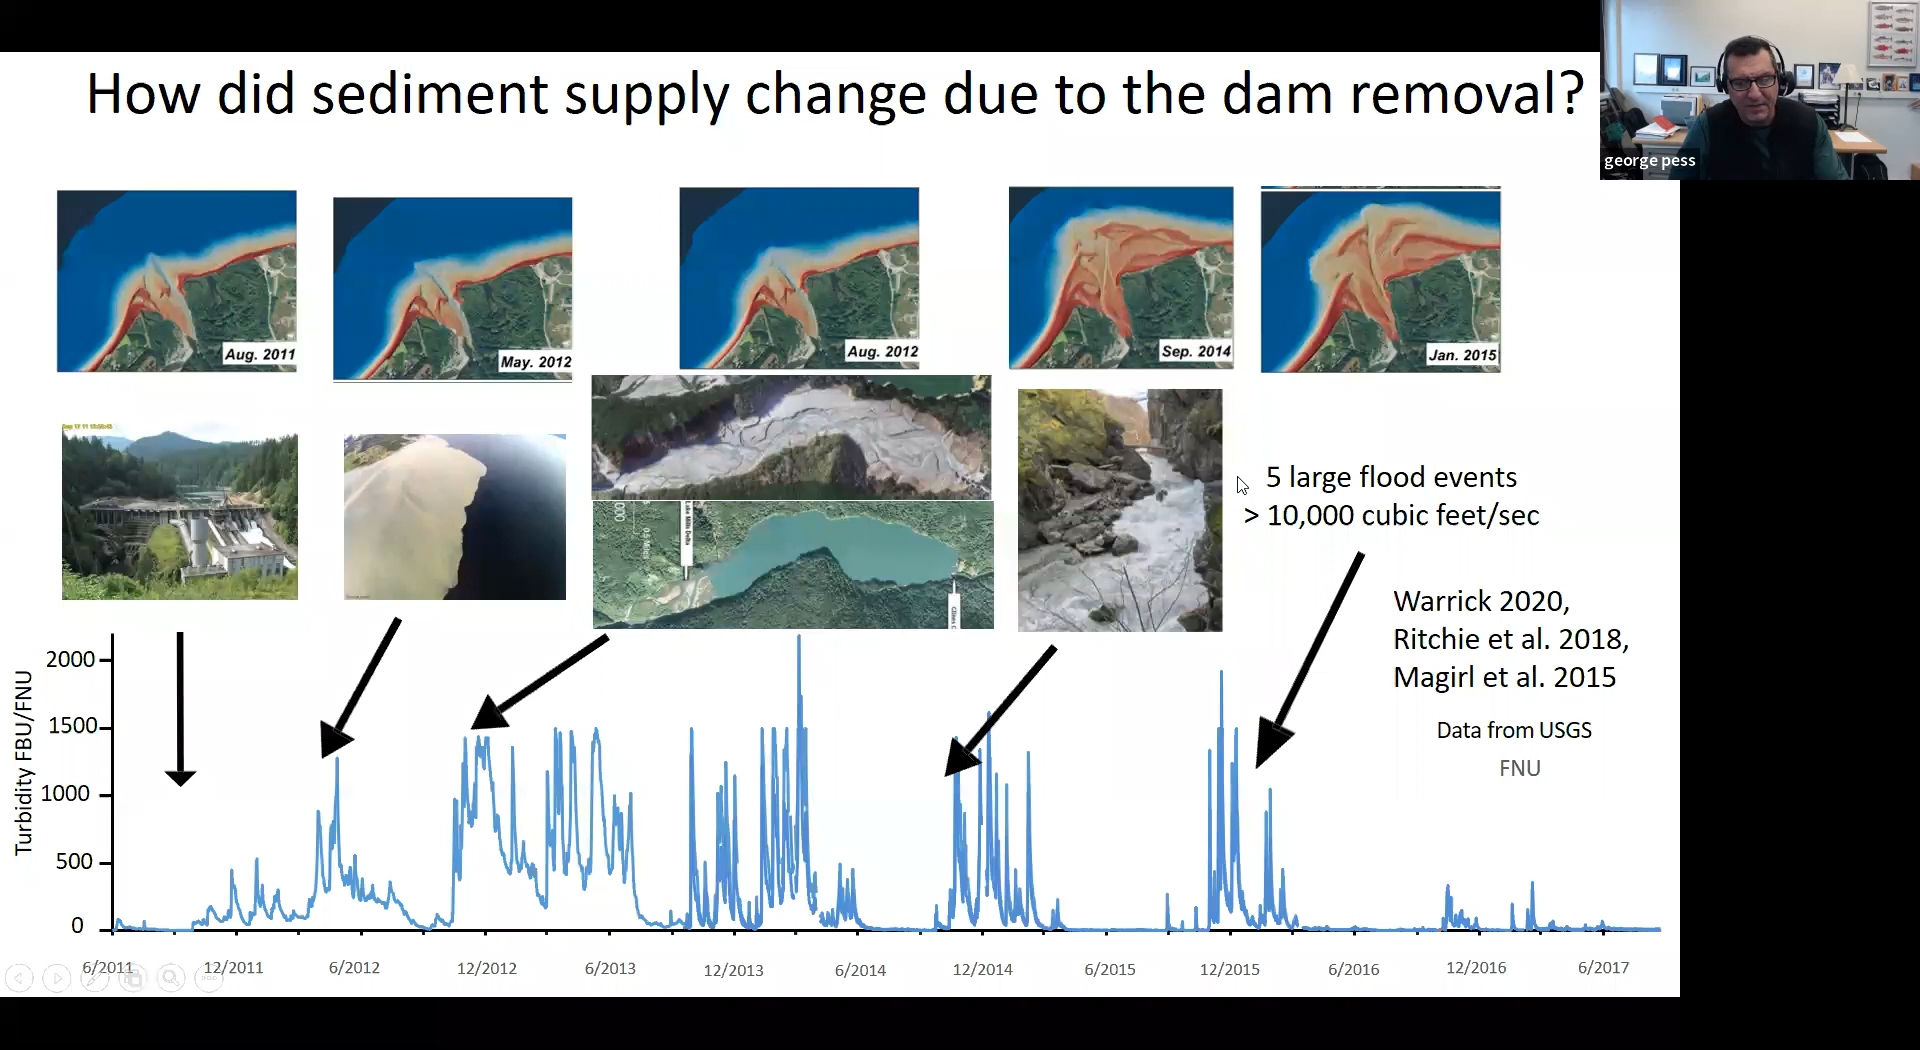 How did sediment supply change due to the dam removal?
george pess
Aug. 2011
May. 2012
Aug. 2012
Sep. 2014
Jan. 2015
Lake Mills Delta
5 large flood events
> 10,000 cubic feet/sec
Warrick 2020,
Ritchie et al. 2018,
Magirl et al. 2015
Data from USGS
FNU
Turbidity FBU/FNU
2000
1500
1000
500
0
6/2011
12/2011
6/2012
12/2012
6/2013
12/2013
6/2014
12/2014
6/2015
12/2015
6/2016
12/2016
6/2017